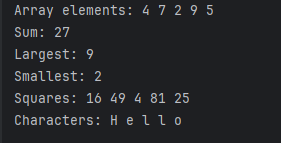 Array elements: 4 7 2 9 5
Sum: 27
Largest: 9
Smallest: 2
Squares: 16 49 4 81 25
Characters: H e l l o